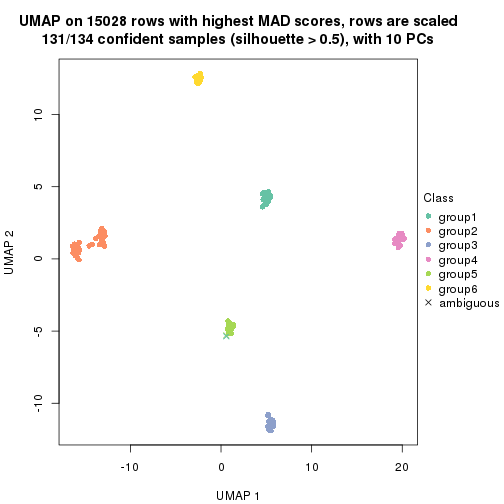 UMAP on 15028 rows with highest MAD scores, rows are scaled
131/134 confident samples (silhouette > 0.5), with 10 PCs
10
5
0
-5
-10
UMAP 2
-10
0
10
20
UMAP 1
Class
group1
group2
group3
group4
group5
group6
ambiguous